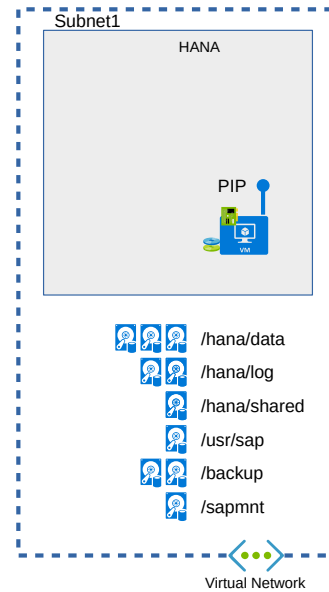 Subnet1
HANA
PIP
VM
/hana/data
/hana/log
/hana/shared
/usr/sap
/backup
/sapmnt
Virtual Network